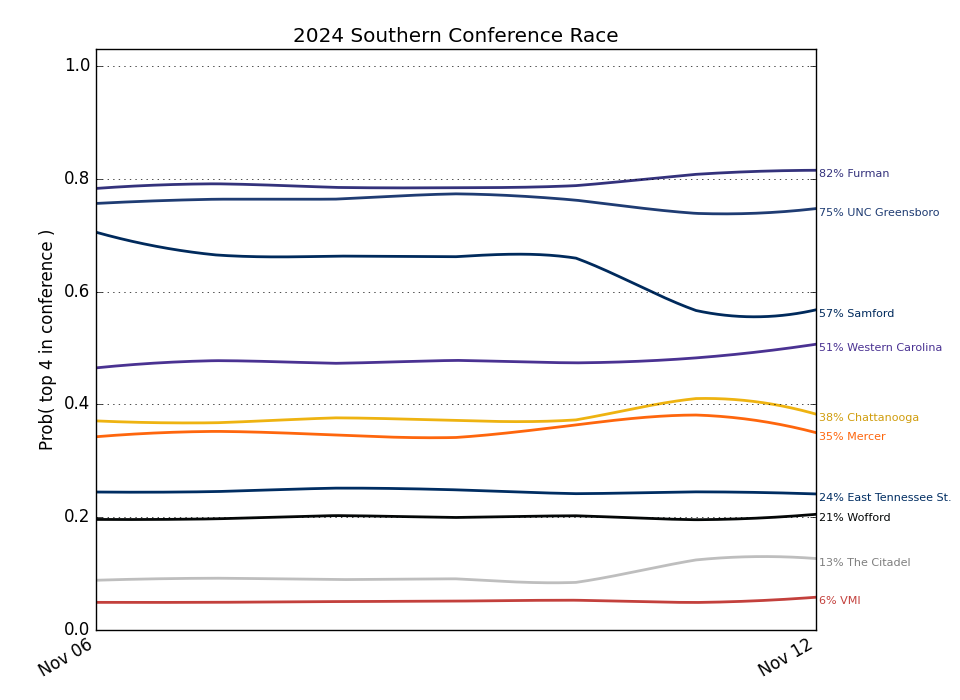 2024 Southern Conference Race
Prob( top 4 in conference )
1.0
0.8
0.6
0.4
0.2
0.0
Nov 06
Nov 12
82% Furman
75% UNC Greensboro
57% Samford
51% Western Carolina
38% Chattanooga
35% Mercer
24% East Tennessee St.
21% Wofford
13% The Citadel
6% VMI